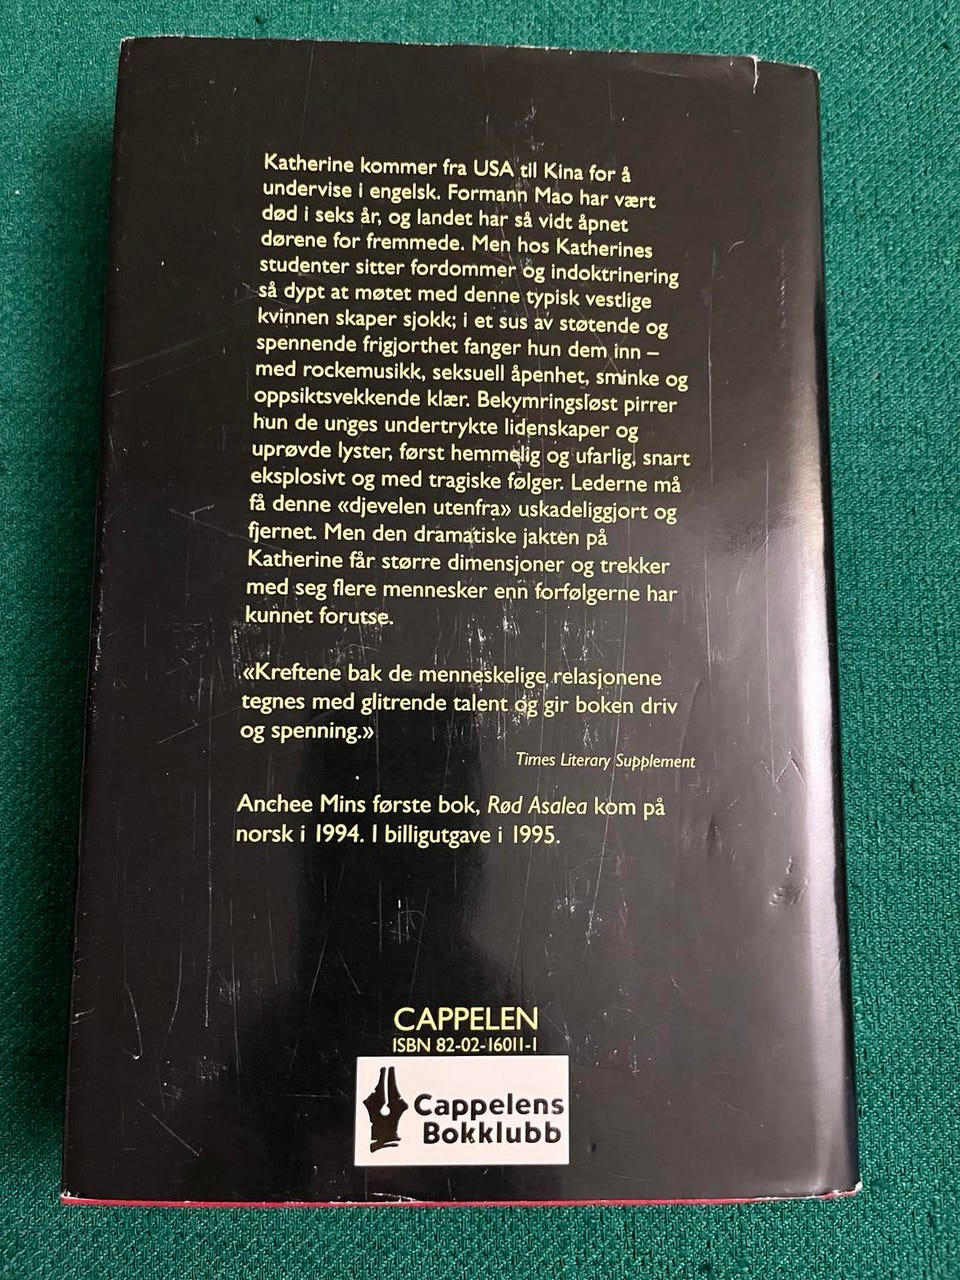 Katherine kommer fra USA til Kina for å
undervise i engelsk. Formann Mao har vært
død i seks år, og landet har så vidt åpnet
dørene for fremmede. Men hos Katherines
studenter sitter fordommer og indoktrinering
så dypt at møtet med denne typisk vestlige
kvinnen skaper sjokk; i et sus av støtende og
spennende frigjorthet fanger hun dem inn –
med rockemusikk, seksuell åpenhet, sminke og
oppsiktsvekkende klær. Bekymringsløst pirrer
hun de unges undertrykte lidenskaper og
uprøvde lyster, først hemmelig og ufarlig, snart
eksplosivt og med tragiske følger. Lederne må
få denne «djevelen utenfra» uskadeliggjort og
fjernet. Men den dramatiske jakten på
Katherine får større dimensjoner og trekker
med seg flere mennesker enn forfølgerne har
kunnet forutse.
«Kreftene bak de menneskelige relasjonene
tegnes med glitrende talent og gir boken driv
og spenning.»
Times Literary Supplement
Anchee Mins første bok, Rød Asalea kom på
norsk i 1994. I billigutgave i 1995.
CAPPELEN
ISBN 82-02-16011-1
Cappelens
Bokklubb